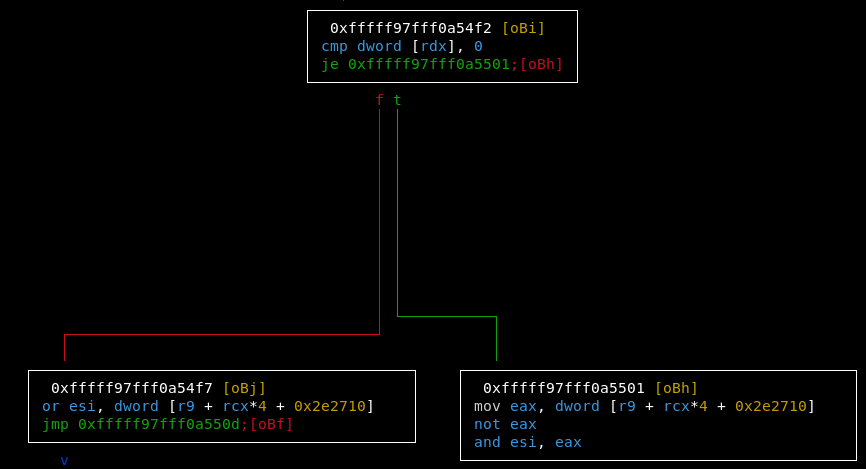 0xfffff97fff0a54f2 [oBi]
cmp dword [rdx], 0
je 0xfffff97fff0a5501;[oBh]
f t
0xfffff97fff0a54f7 [oBj]
or esi, dword [r9 + rcx*4 + 0x2e2710]
jmp 0xfffff97fff0a550d;[oBf]
v
0xfffff97fff0a5501 [oBh]
mov eax, dword [r9 + rcx*4 + 0x2e2710]
not eax
and esi, eax